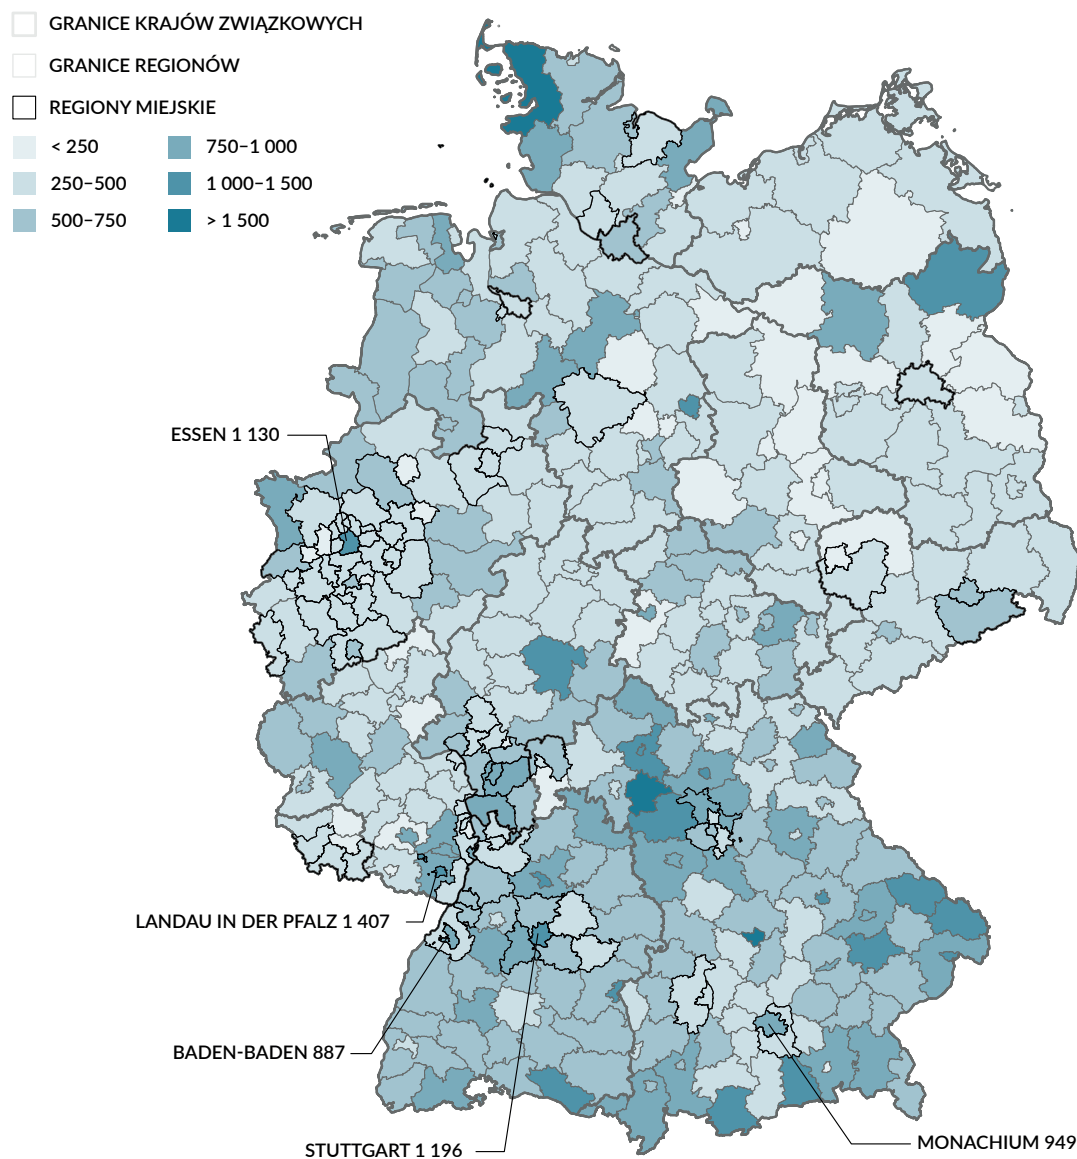 GRANICE KRAJÓW ZWIĄZKOWYCH
GRANICE REGIONÓW
REGIONY MIEJSKIE
< 250
250–500
500–750
750–1 000
1 000–1 500
> 1 500
ESSEN 1 130
LANDAU IN DER PFALZ 1 407
BADEN-BADEN 887
STUTTGART 1 196
MONACHIUM 949